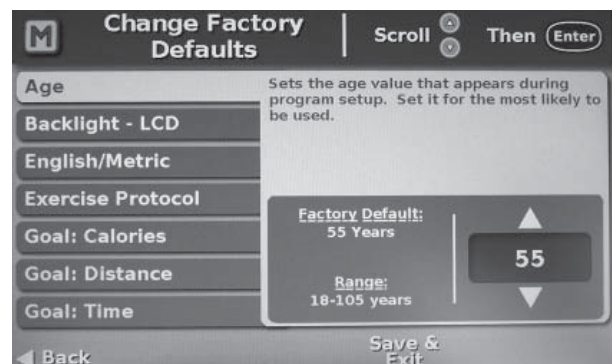 M
Change Factory
Defaults
Scroll
Then Enter
Age
Backlight - LCD
English/Metric
Exercise Protocol
Goal: Calories
Goal: Distance
Goal: Time
Sets the age value that appears during
program setup. Set it for the most likely to
be used.
Factory Default:
55 Years
Range:
18-105 years
55
Back
Save &
Exit